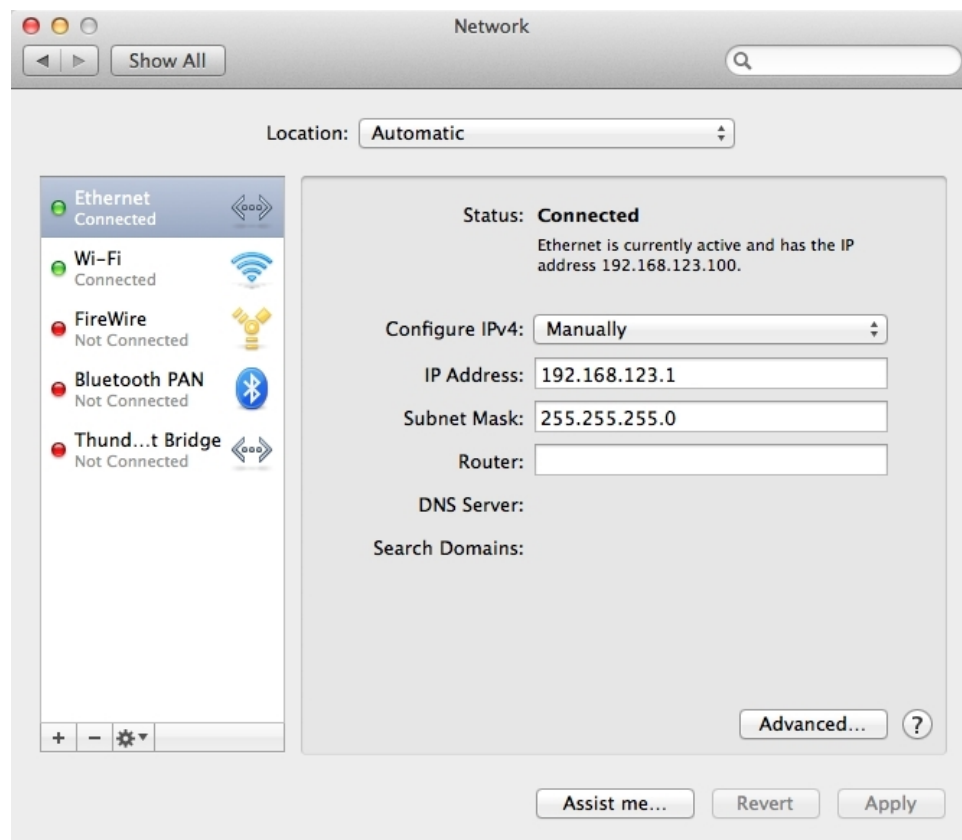 Network
Show All
Location: Automatic
Ethernet
Connected
Wi-Fi
Connected
FireWire
Not Connected
Bluetooth PAN
Not Connected
Thund...t Bridge
Not Connected
Status: Connected
Ethernet is currently active and has the IP
address 192.168.123.100.
Configure IPv4: Manually
IP Address: 192.168.123.1
Subnet Mask: 255.255.255.0
Router:
DNS Server:
Search Domains:
+ −
Advanced... ?
Assist me... Revert Apply